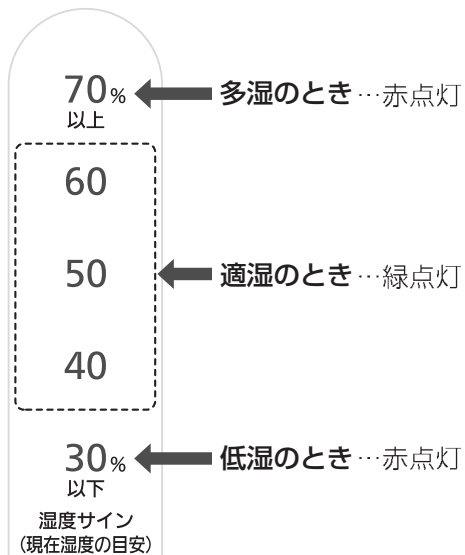 70% 多湿のとき…赤点灯
以上
60
50 適湿のとき…緑点灯
40
30% 低湿のとき…赤点灯
以下
湿度サイン
(現在湿度の目安)